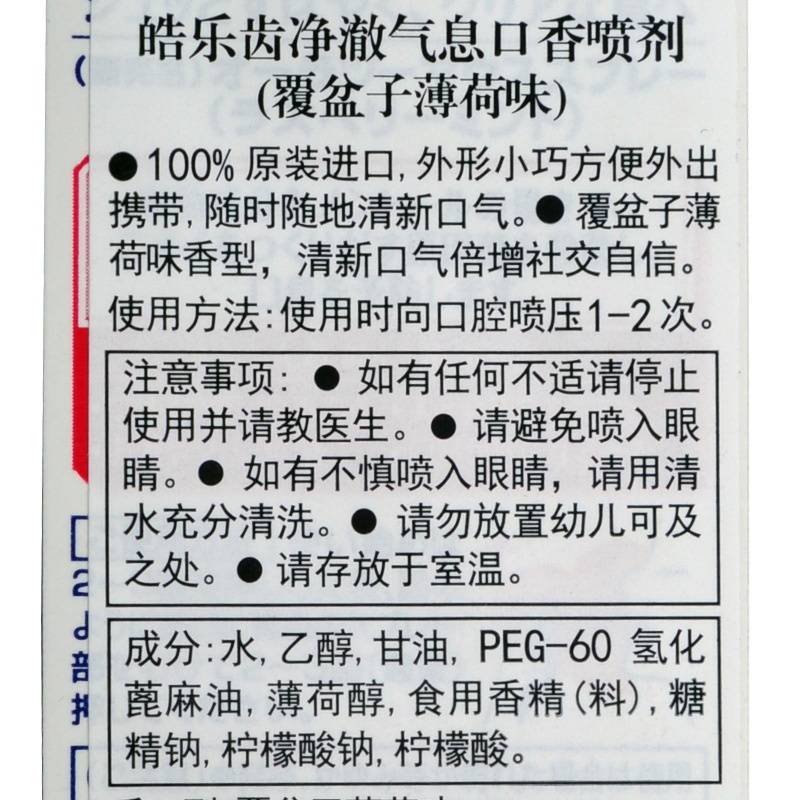 皓乐齿净澈气息口香喷剂
(覆盆子薄荷味)
●100% 原装进口, 外形小巧方便外出
携带, 随时随地清新口气。● 覆盆子薄
荷味香型，清新口气倍增社交自信。
使用方法: 使用时向口腔喷压1-2次。
注意事项: ● 如有任何不适请停止
使用并请教医生。● 请避免喷入眼
睛。● 如有不慎喷入眼睛，请用清
水充分清洗。● 请勿放置幼儿可及
之处。● 请存放于室温。
成分: 水, 乙醇, 甘油, PEG-60 氢化
蓖麻油, 薄荷醇, 食用香精(料), 糖
精钠, 柠檬酸钠, 柠檬酸。